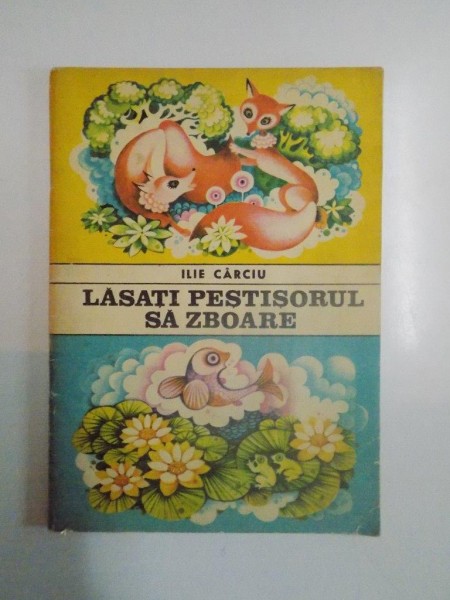 ILIE CÂRCIU
LĂSAȚI PEȘTIȘORUL
SĂ ZBOARE